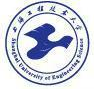 上海工程技术大学
Shanghai University of Engineering Science